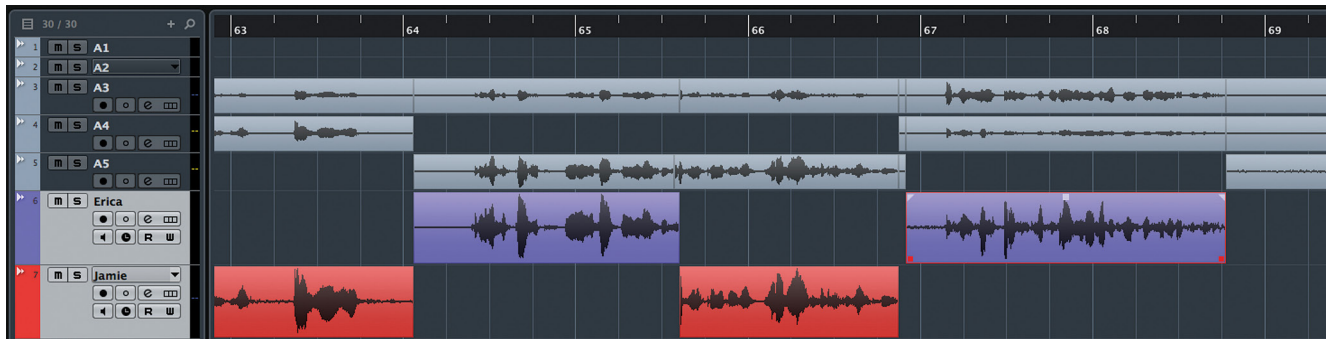 30 / 30 +
63 64 65 66 67 68 69
1 m S A1
2 m S A2
3 m S A3
e
4 m S A4
e
5 m S A5
e
6 m S Erica
e
R W
7 m S Jamie
e
R W